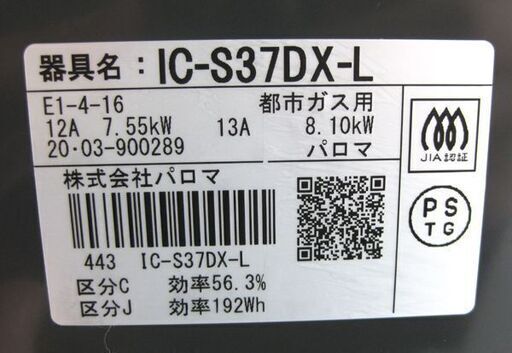 器具名：IC-S37DX-L
E1-4-16 都市ガス用
12A 7.55kW 13A 8.10kW
20・03-900289 パロマ
株式会社パロマ
443 IC-S37DX-L
区分C 効率56.3%
区分J 効率192Wh
JIA認証
PS
TG